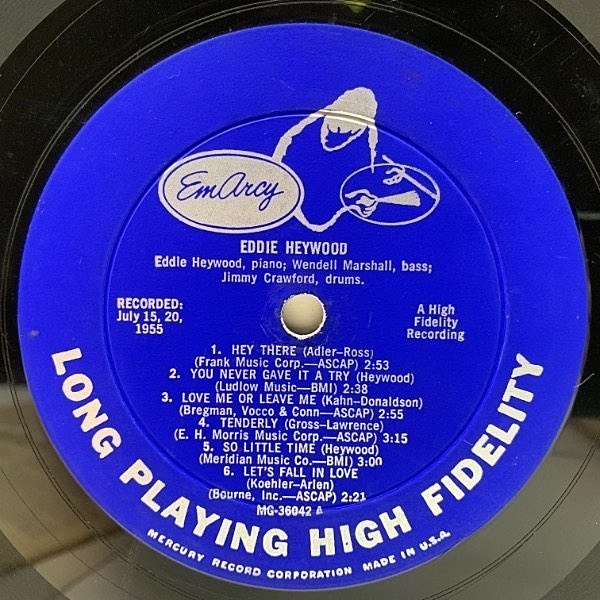 EmArcy
EDDIE HEYWOOD
Eddie Heywood, piano; Wendell Marshall, bass;
Jimmy Crawford, drums.
RECORDED:
July 15, 20,
1955
A High
Fidelity
Recording
1. HEY THERE (Adler—Ross)
(Frank Music Corp.—ASCAP) 2:53
2. YOU NEVER GAVE IT A TRY (Heywood)
(Ludlow Music—BMI) 2:38
3. LOVE ME OR LEAVE ME (Kahn—Donaldson)
(Bregman, Vocco & Conn—ASCAP) 2:55
4. TENDERLY (Gross—Lawrence)
(E. H. Morris Music Corp.—ASCAP) 3:15
5. SO LITTLE TIME (Heywood)
(Meridian Music Co.—BMI) 3:00
6. LET'S FALL IN LOVE
(Koehler—Arlen)
(Bourne, Inc.—ASCAP) 2:21
MG-36042 A
LONG PLAYING HIGH FIDELITY
MERCURY RECORD CORPORATION MADE IN U.S.A.